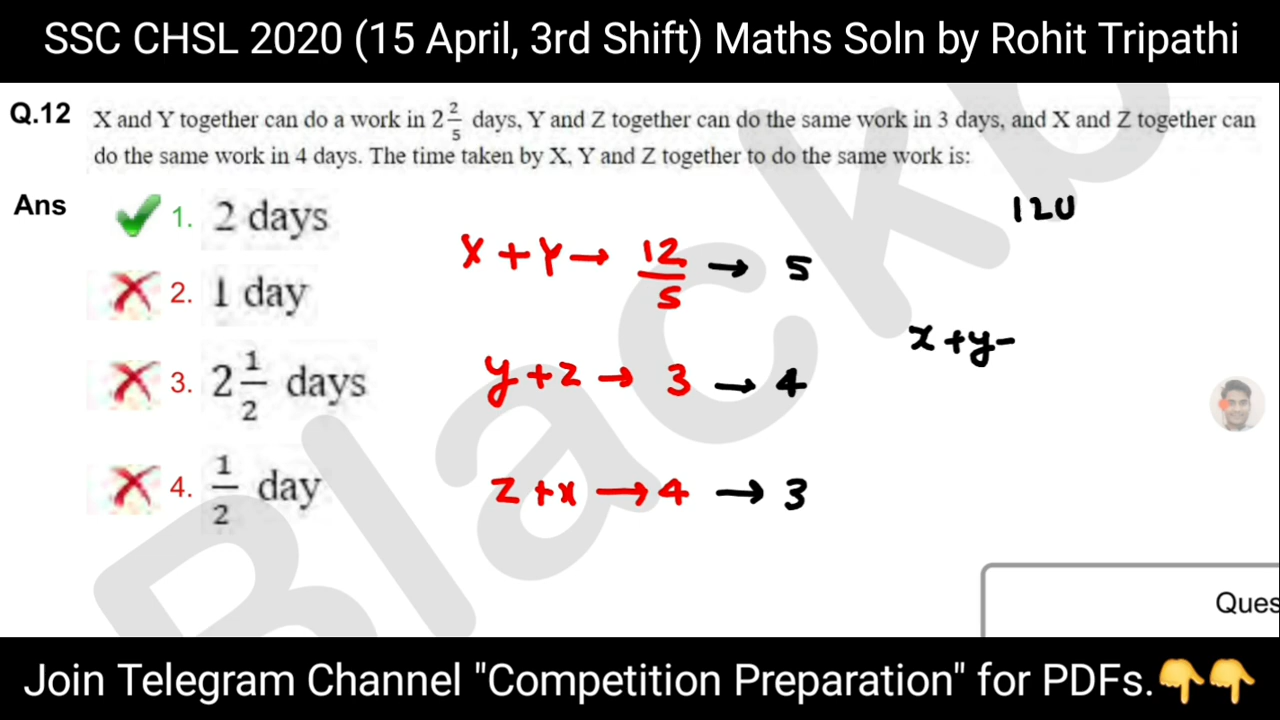 SSC CHSL 2020 (15 April, 3rd Shift) Maths Soln by Rohit Tripathi
Q.12 X and Y together can do a work in 2 2/5 days, Y and Z together can do the same work in 3 days, and X and Z together can
do the same work in 4 days. The time taken by X, Y and Z together to do the same work is:
Ans
1. 2 days
2. 1 day
3. 2 1/2 days
4. 1/2 day
12U
X + Y → 12/5 → 5
x + y -
y + z → 3 → 4
z + x → 4 → 3
Blackb
Ques
Join Telegram Channel "Competition Preparation" for PDFs.👇👇